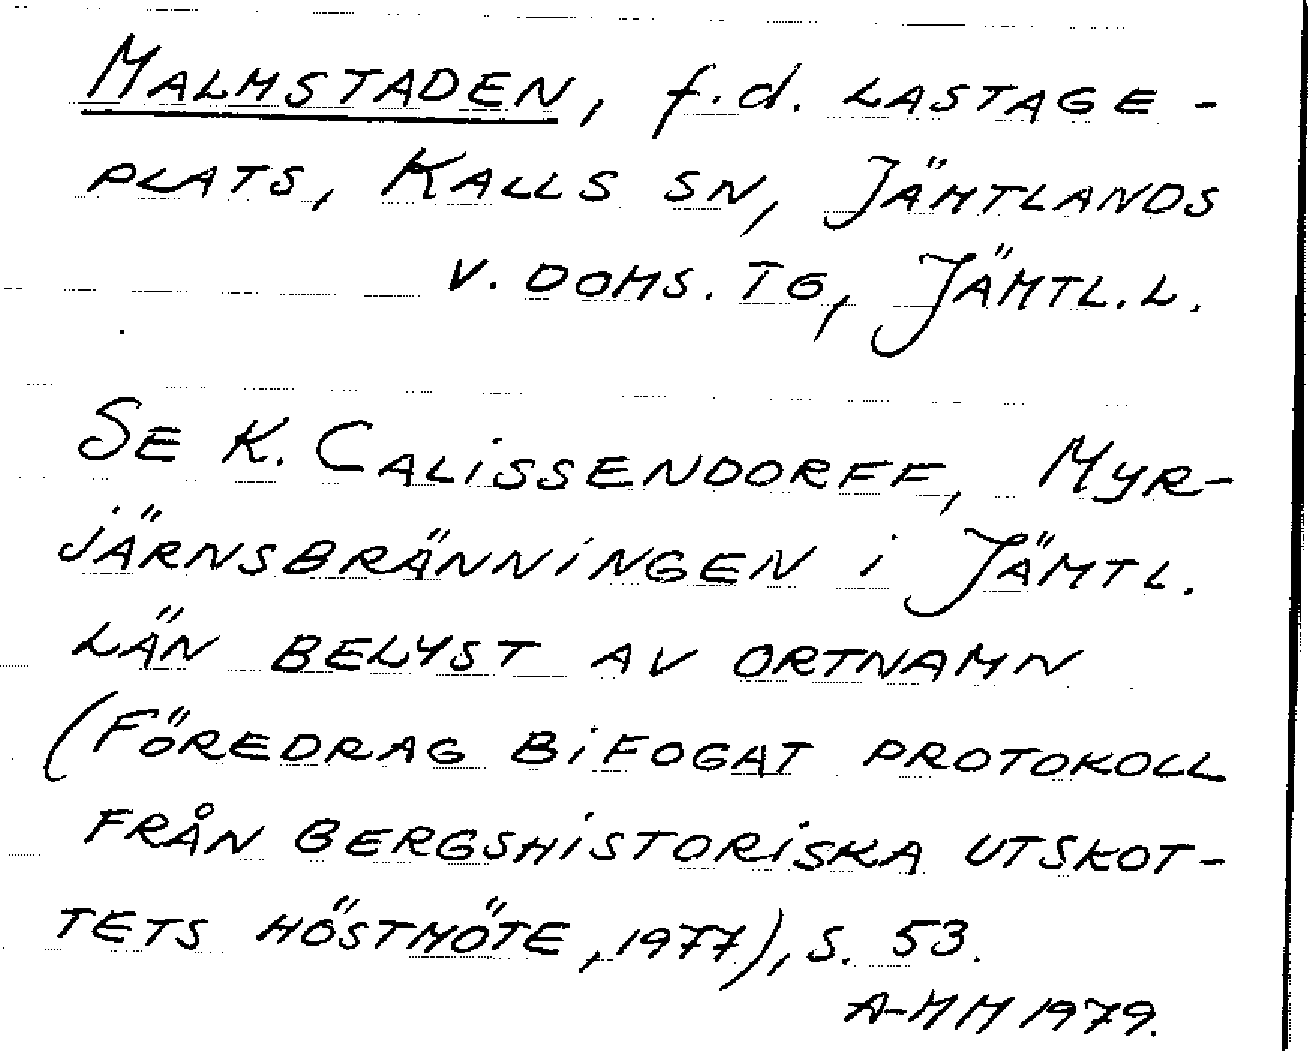 MALMSTADEN, f.d. LASTAGE-
PLATS, KALLS SN, JÄMTLANDS
V. DOMS. TG, JÄMTL.L.
SE K. CALISSENDORFF, MYR-
JÄRNSBRÄNNINGEN i JÄMTL.
LÄN BELYST AV ORTNAMN
(FÖREDRAG BIFOGAT PROTOKOLL
FRÅN BERGSHISTORISKA UTSKOT-
TETS HÖSTMÖTE, 1977), S. 53.
A-MM 1979.